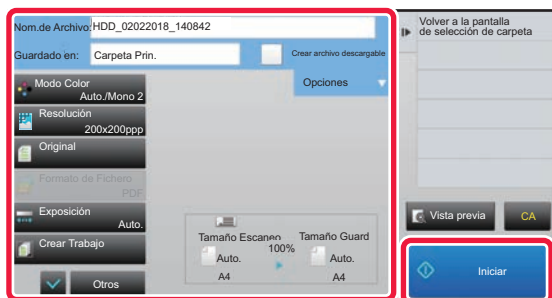 Nom.de Archivo:HDD_02022018_140842
Guardado en: Carpeta Prin.
Crear archivo descargable
Opciones
Modo Color
Auto./Mono 2
Resolución
200x200ppp
Original
Formato de Fichero
PDF
Exposición
Auto.
Crear Trabajo
Otros
Tamaño Escaneo
100%
Tamaño Guard
Auto.
Auto.
A4
A4
Volver a la pantalla
de selección de carpeta
Vista previa
CA
Iniciar